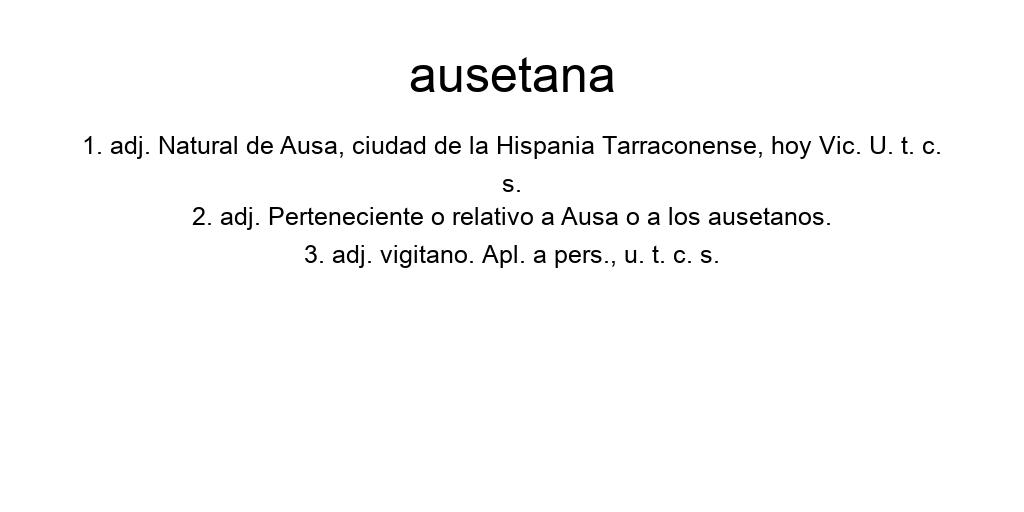 ausetana
1. adj. Natural de Ausa, ciudad de la Hispania Tarraconense, hoy Vic. U. t. c.
s.
2. adj. Perteneciente o relativo a Ausa o a los ausetanos.
3. adj. vigitano. Apl. a pers., u. t. c. s.